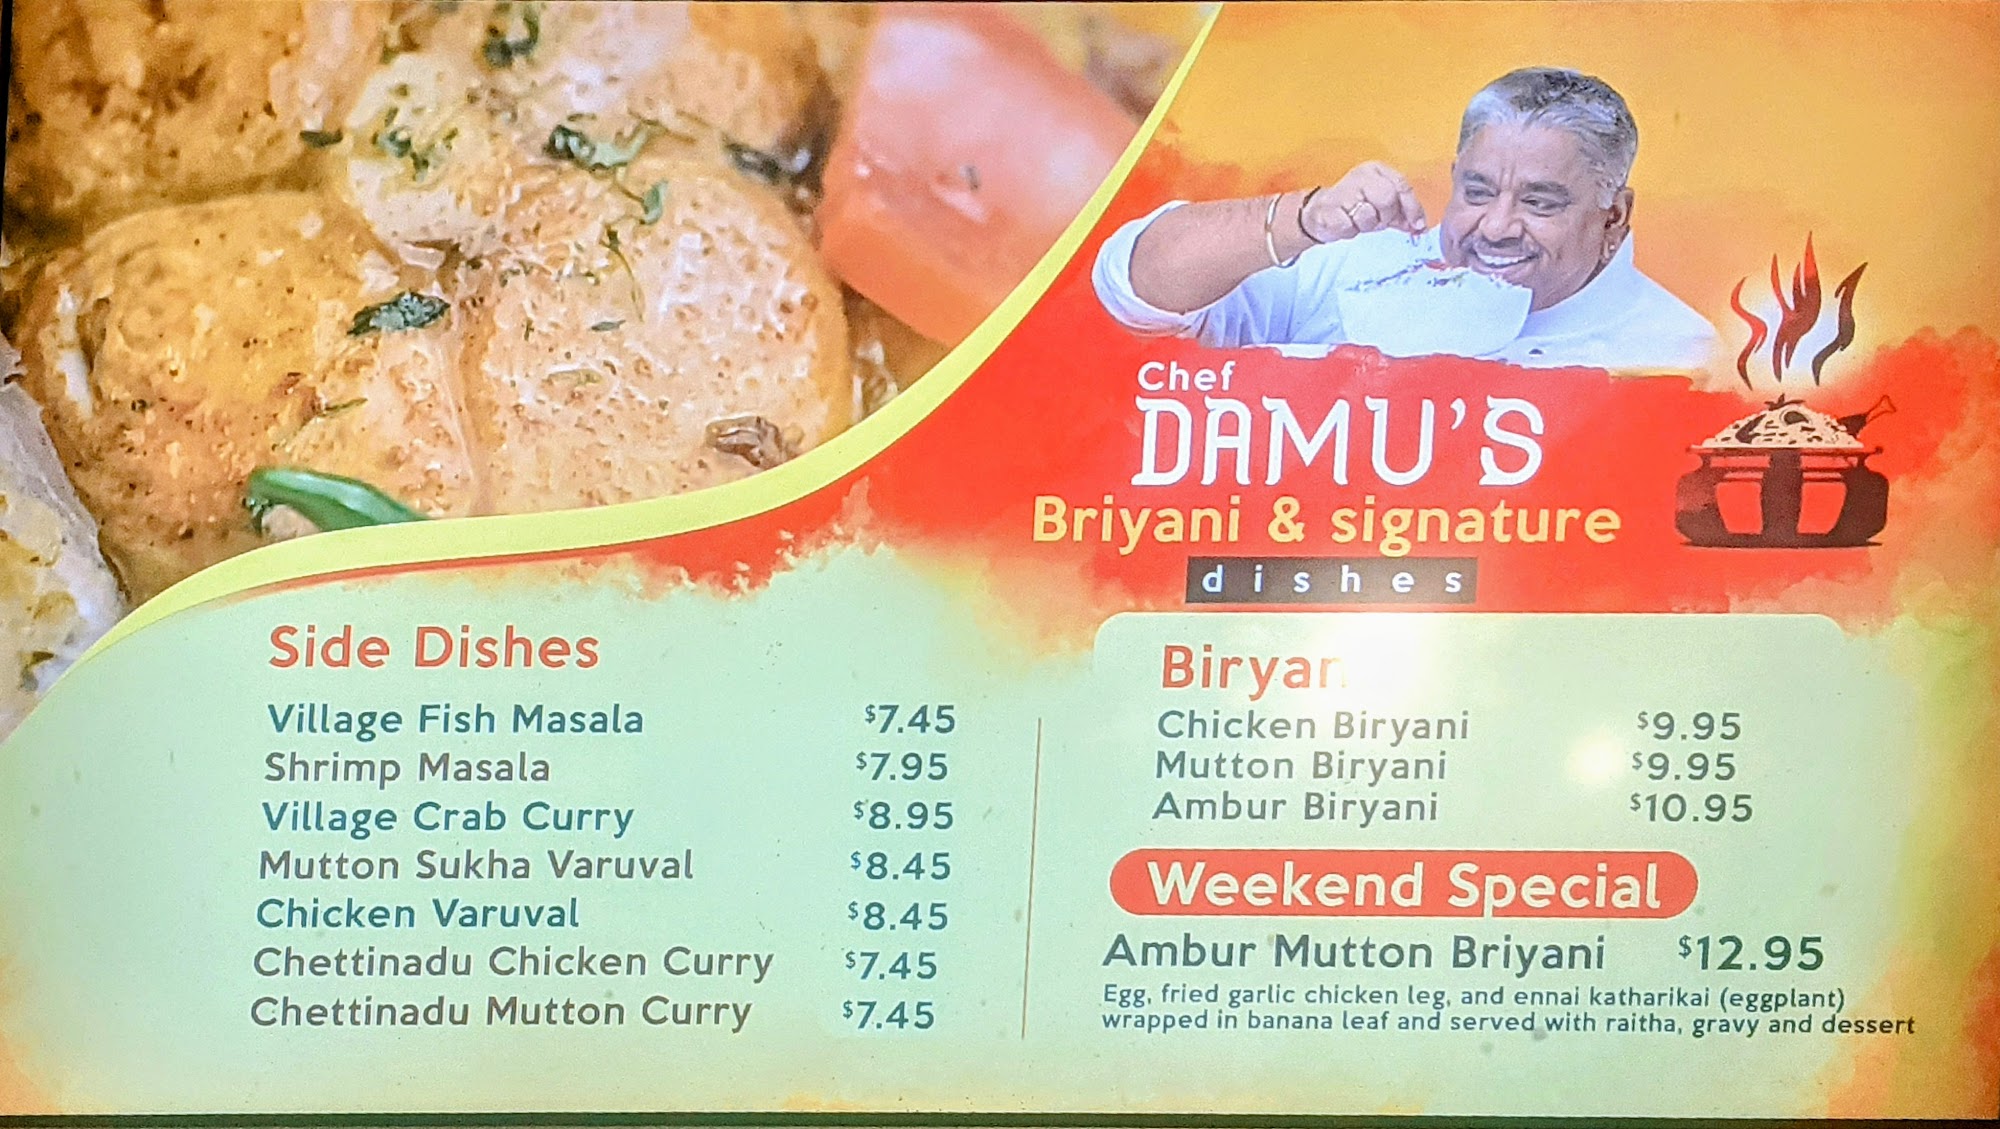 Chef
DAMU'S
Briyani & signature
dishes
Side Dishes
Village Fish Masala $7.45
Shrimp Masala $7.95
Village Crab Curry $8.95
Mutton Sukha Varuval $8.45
Chicken Varuval $8.45
Chettinadu Chicken Curry $7.45
Chettinadu Mutton Curry $7.45
Chicken Biryani $9.95
Mutton Biryani $9.95
Ambur Biryani $10.95
Weekend Special
Ambur Mutton Briyani $12.95
Egg, fried garlic chicken leg, and ennai katharikai (eggplant)
wrapped in banana leaf and served with raitha, gravy and dessert